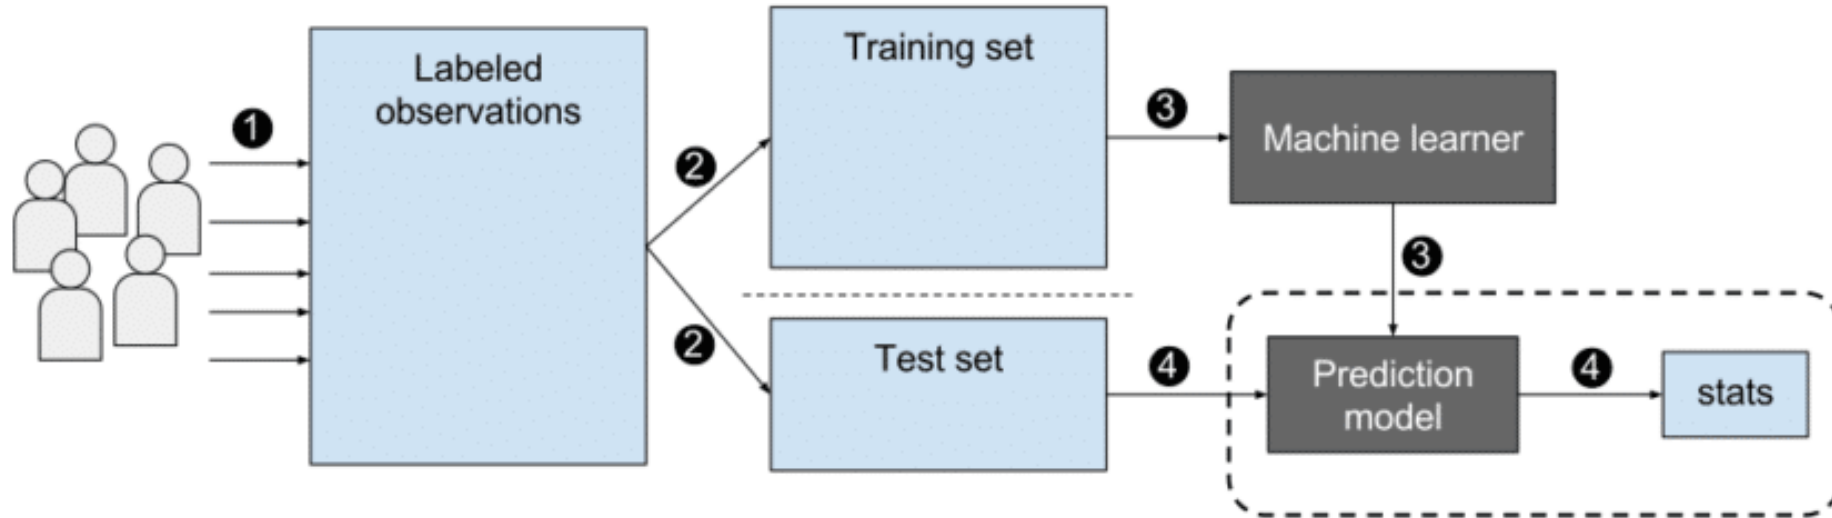 1
Labeled
observations
2
2
Training set
Test set
3
Machine learner
3
4
Prediction
model
4
stats